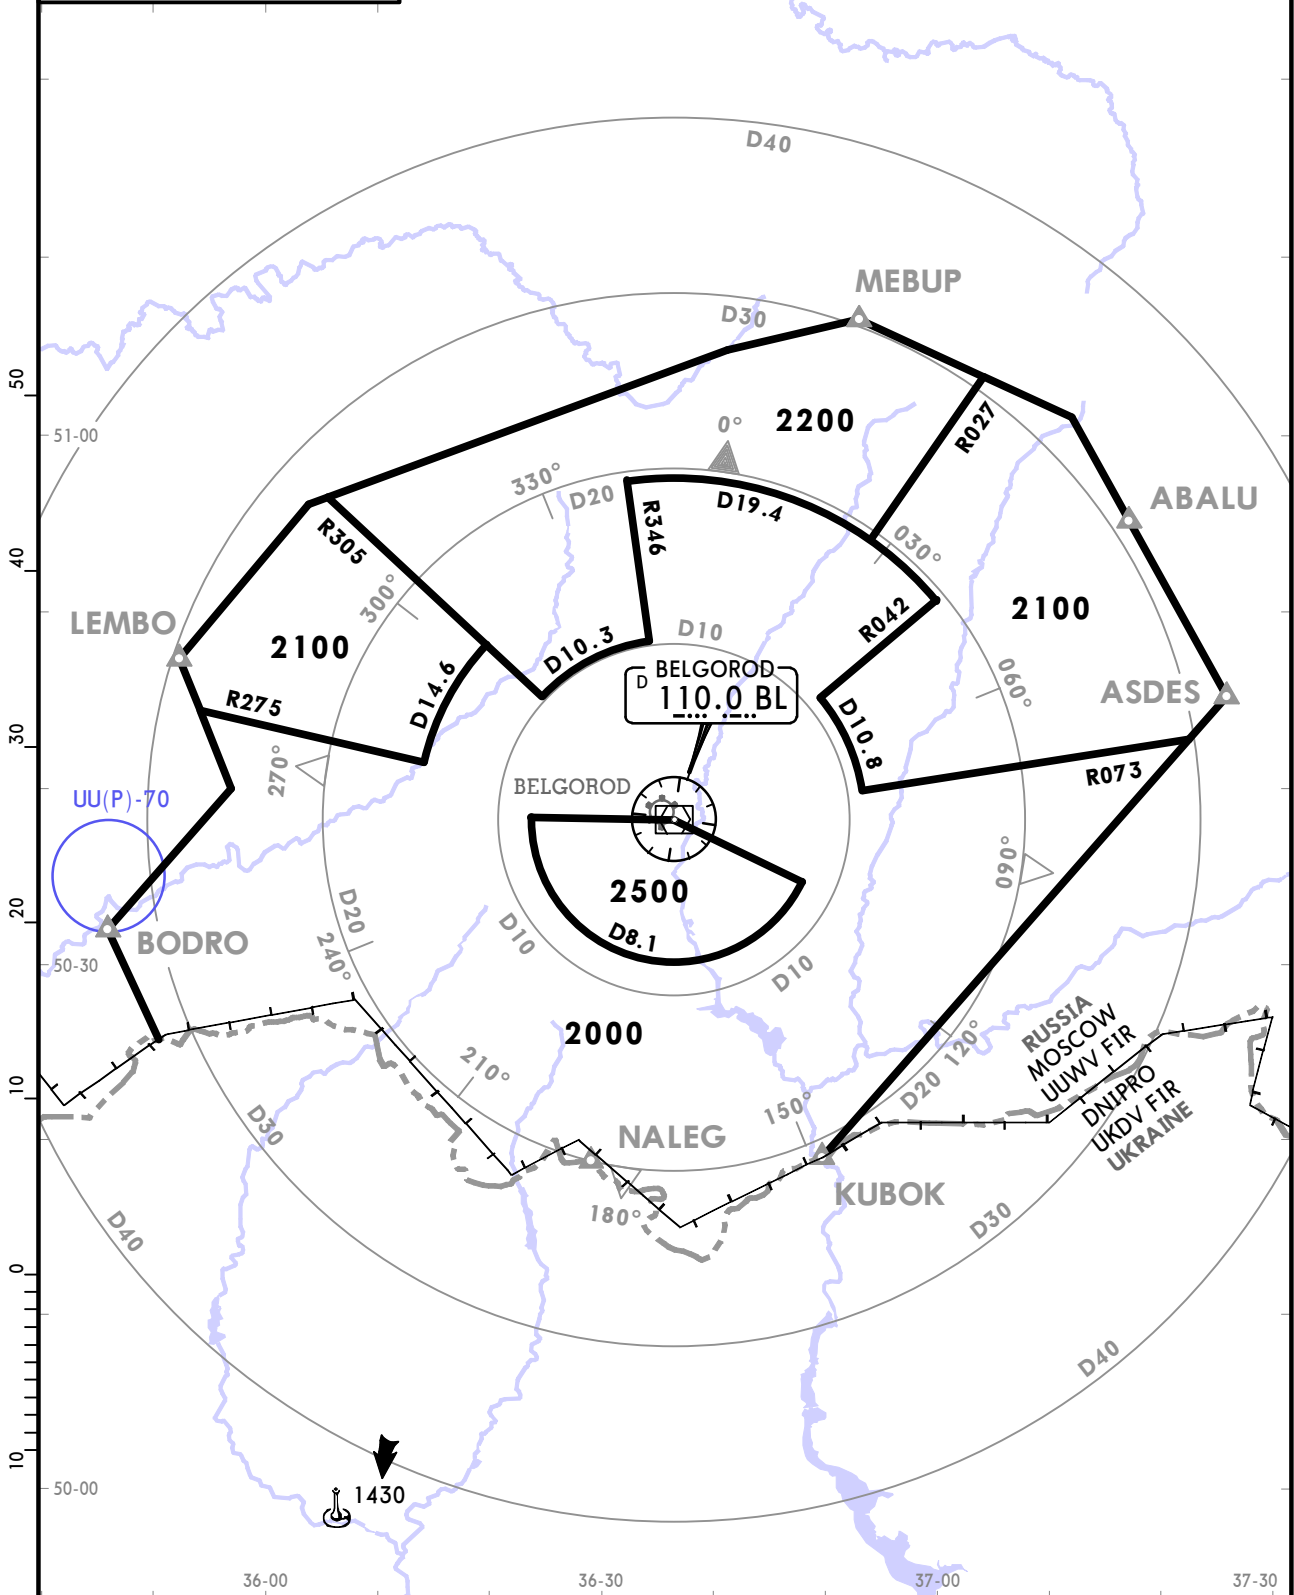 D40
MEBUP
D30
50
51-00
2200
0°
R027
330°
D20
D19.4
ABALU
R305
R346
030°
40
300°
LEMBO
2100
R042
2100
D10
D10.3
D14.6
BELGOROD
D 110.0 BL
060°
ASDES
R275
D10.8
30
270°
R073
BELGOROD
UU(P)-70
090°
2500
20
D20
D8.1
D10
D10
BODRO
240°
50-30
RUSSIA
MOSCOW
UUWV FIR
DNIPRO
UKDV FIR
UKRAINE
2000
120°
210°
D20
10
150°
D30
NALEG
KUBOK
180°
D30
D40
0
D40
10
50-00
1430
36-00
36-30
37-00
37-30